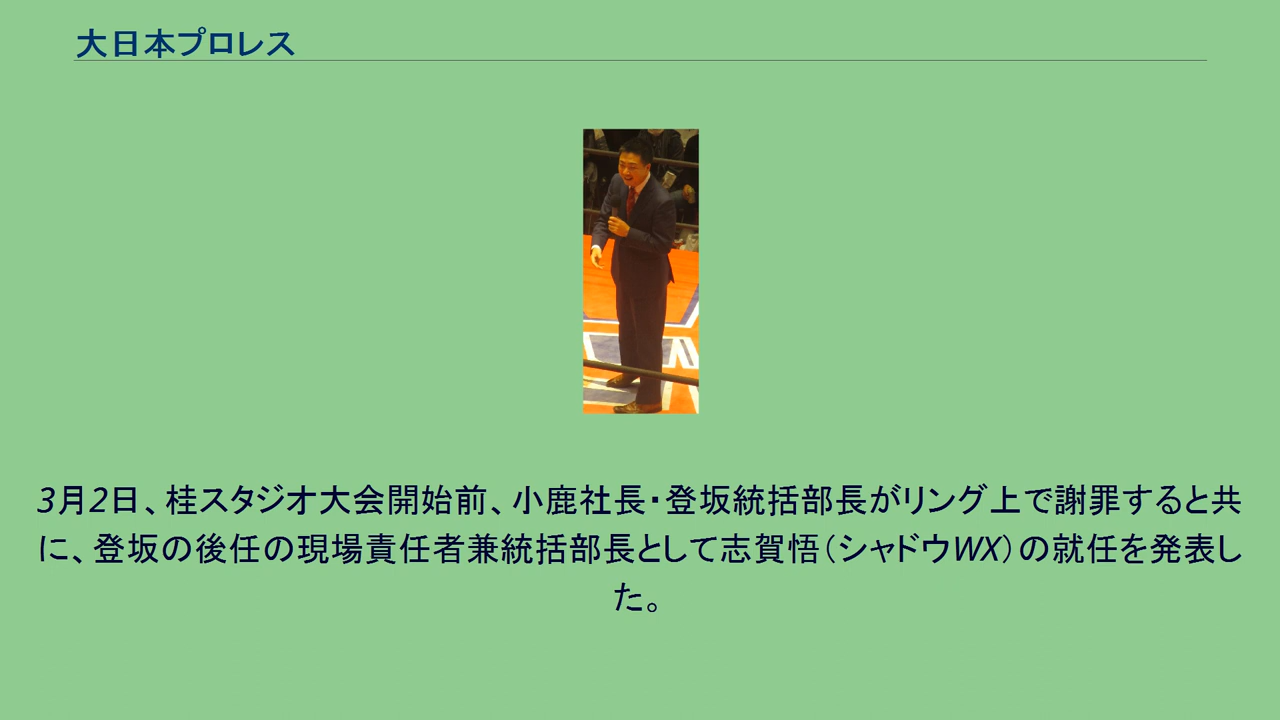 大日本プロレス
3月2日、桂スタジオ大会開始前、小鹿社長・登坂統括部長がリング上で謝罪すると共
に、登坂の後任の現場責任者兼統括部長として志賀悟（シャドウWX）の就任を発表し
た。